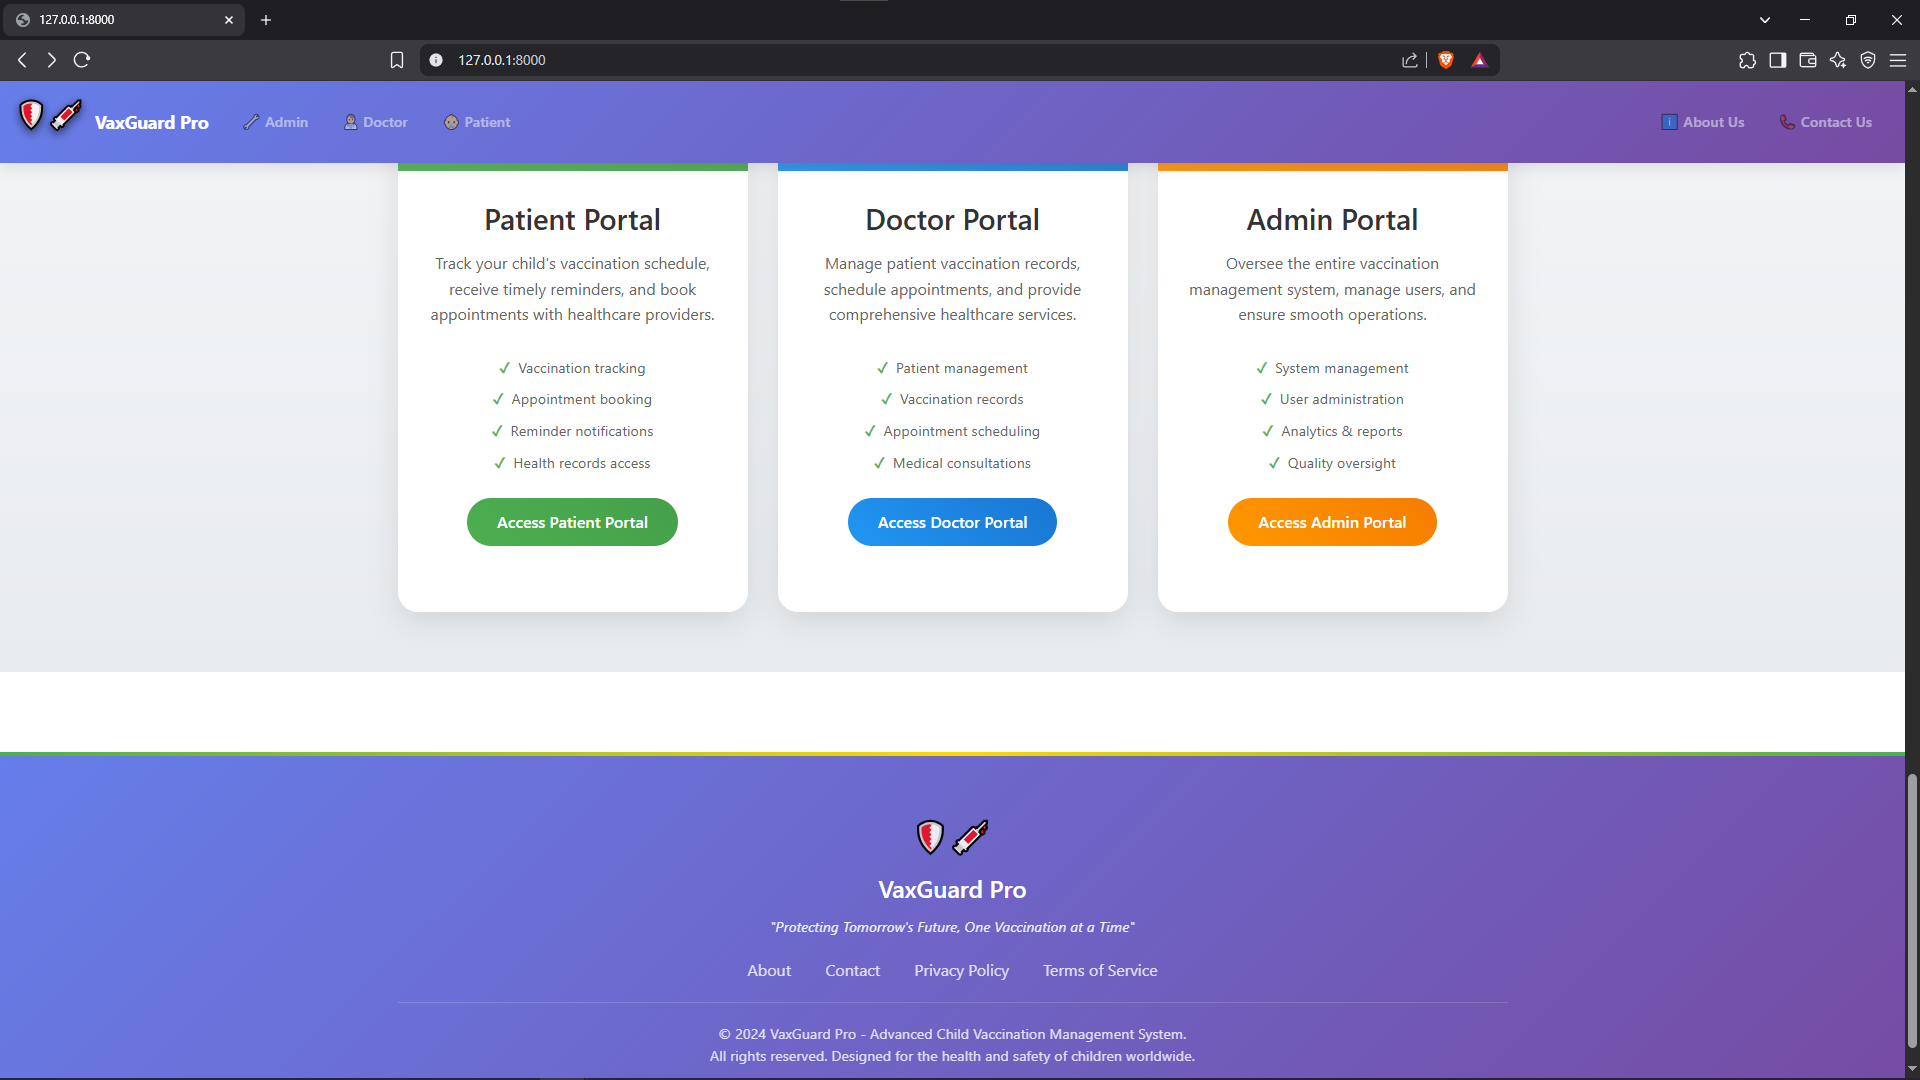 127.0.0.1:8000
127.0.0.1:8000
VaxGuard Pro
Admin
Doctor
Patient
About Us
Contact Us
Patient Portal
Track your child's vaccination schedule,
receive timely reminders, and book
appointments with healthcare providers.
✓ Vaccination tracking
✓ Appointment booking
✓ Reminder notifications
✓ Health records access
Access Patient Portal
Doctor Portal
Manage patient vaccination records,
schedule appointments, and provide
comprehensive healthcare services.
✓ Patient management
✓ Vaccination records
✓ Appointment scheduling
✓ Medical consultations
Access Doctor Portal
Admin Portal
Oversee the entire vaccination
management system, manage users, and
ensure smooth operations.
✓ System management
✓ User administration
✓ Analytics & reports
✓ Quality oversight
Access Admin Portal
VaxGuard Pro
"Protecting Tomorrow's Future, One Vaccination at a Time"
About
Contact
Privacy Policy
Terms of Service
© 2024 VaxGuard Pro - Advanced Child Vaccination Management System.
All rights reserved. Designed for the health and safety of children worldwide.